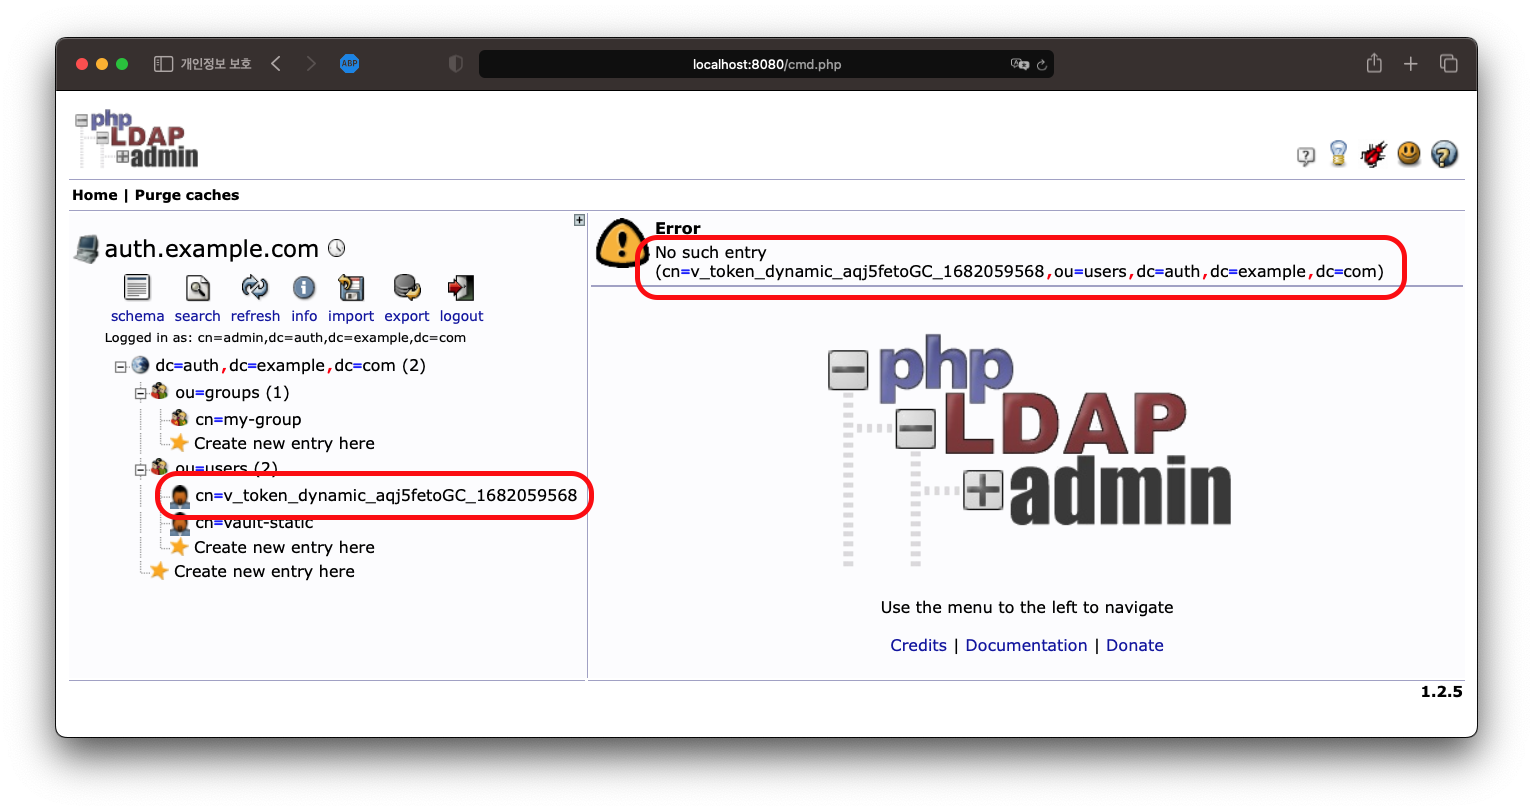 개인정보 보호
ABP
localhost:8080/cmd.php
php
LDAP
admin
Home | Purge caches
auth.example.com
schema search refresh info import export logout
Logged in as: cn=admin,dc=auth,dc=example,dc=com
dc=auth,dc=example,dc=com (2)
ou=groups (1)
cn=my-group
Create new entry here
ou=users (2)
cn=v_token_dynamic_aqj5fetoGC_1682059568
cn=vault-static
Create new entry here
Create new entry here
Error
No such entry
(cn=v_token_dynamic_aqj5fetoGC_1682059568,ou=users,dc=auth,dc=example,dc=com)
php
LDAP
admin
Use the menu to the left to navigate
Credits | Documentation | Donate
1.2.5